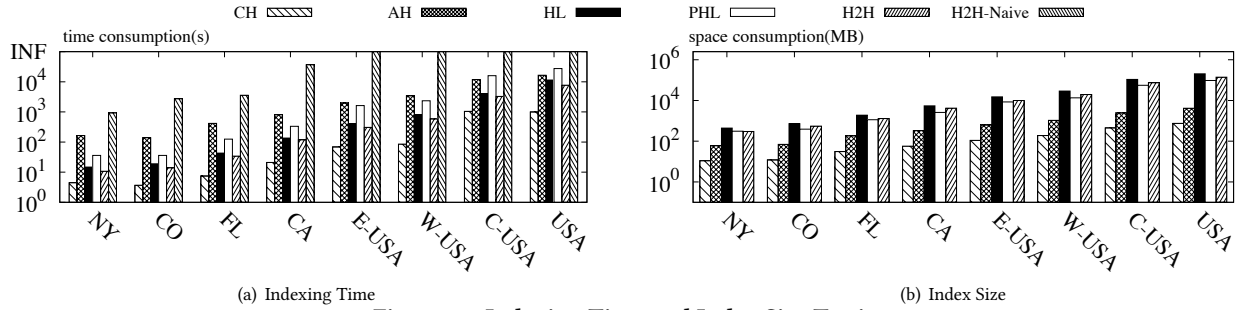 CH AH HL PHL H2H H2H-Naive
time consumption(s)
INF
10^4
10^3
10^2
10^1
10^0
NY CO FL CA E-USA W-USA C-USA USA
(a) Indexing Time
space consumption(MB)
10^6
10^4
10^2
10^0
NY CO FL CA E-USA W-USA C-USA USA
(b) Index Size